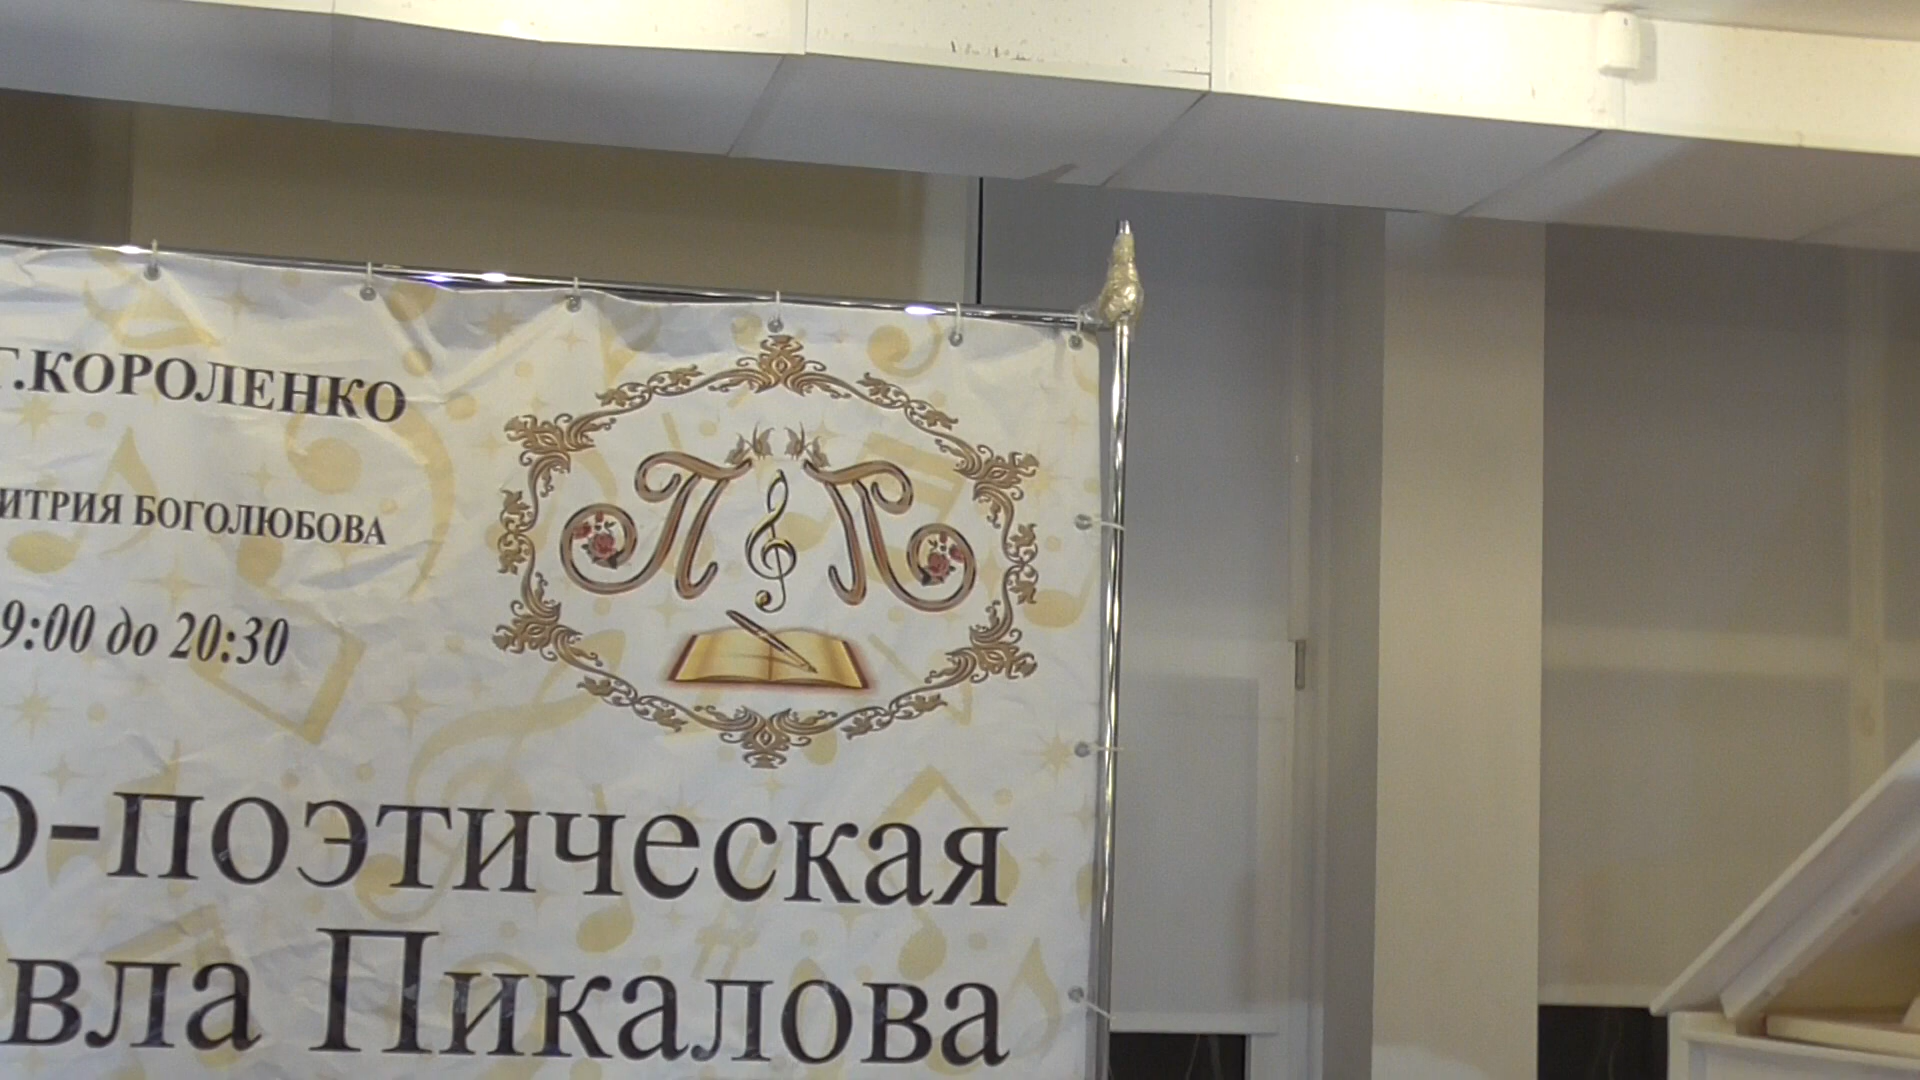 Г.КОРОЛЕНКО
ИТРИЯ БОГОЛЮБОВА
9:00 до 20:30
П П
о-поэтическая
вла Пикалова